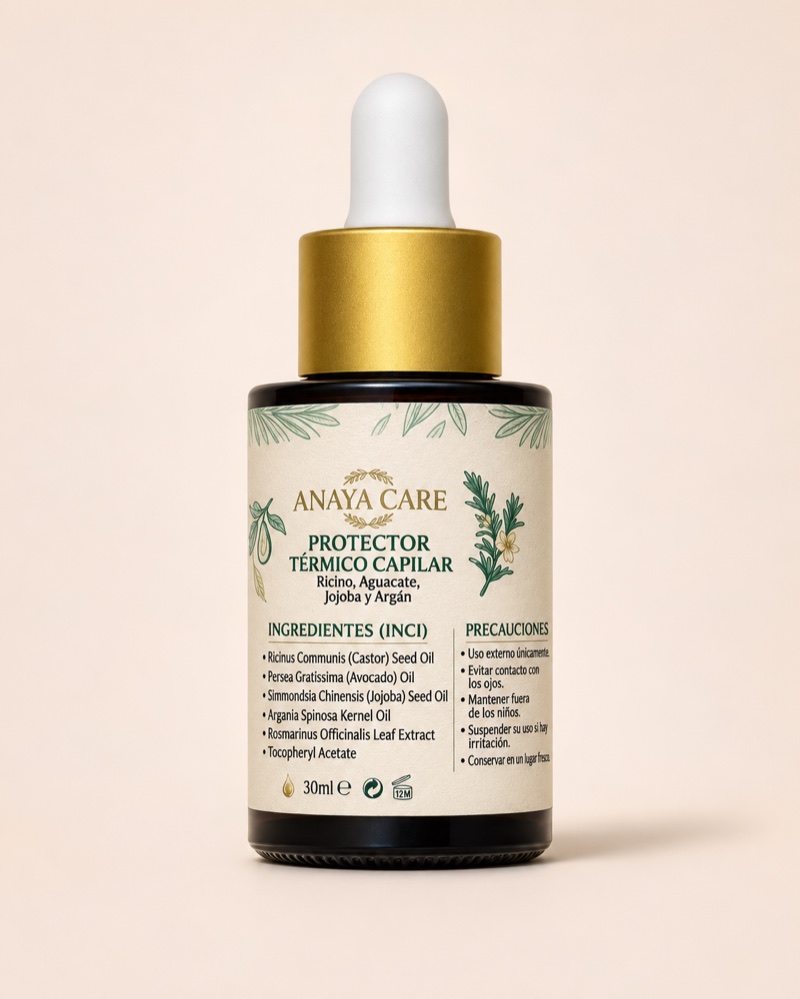 ANAYA CARE
PROTECTOR
TÉRMICO CAPILAR
Ricino, Aguacate,
Jojoba y Argán
INGREDIENTES (INCI)
• Ricinus Communis (Castor) Seed Oil
• Persea Gratissima (Avocado) Oil
• Simmondsia Chinensis (Jojoba) Seed Oil
• Argania Spinosa Kernel Oil
• Rosmarinus Officinalis Leaf Extract
• Tocopheryl Acetate
30ml ℮
12M
PRECAUCIONES
• Uso externo únicamente.
• Evitar contacto con
los ojos.
• Mantener fuera
de los niños.
• Suspender su uso si hay
irritación.
• Conservar en un lugar fresco.